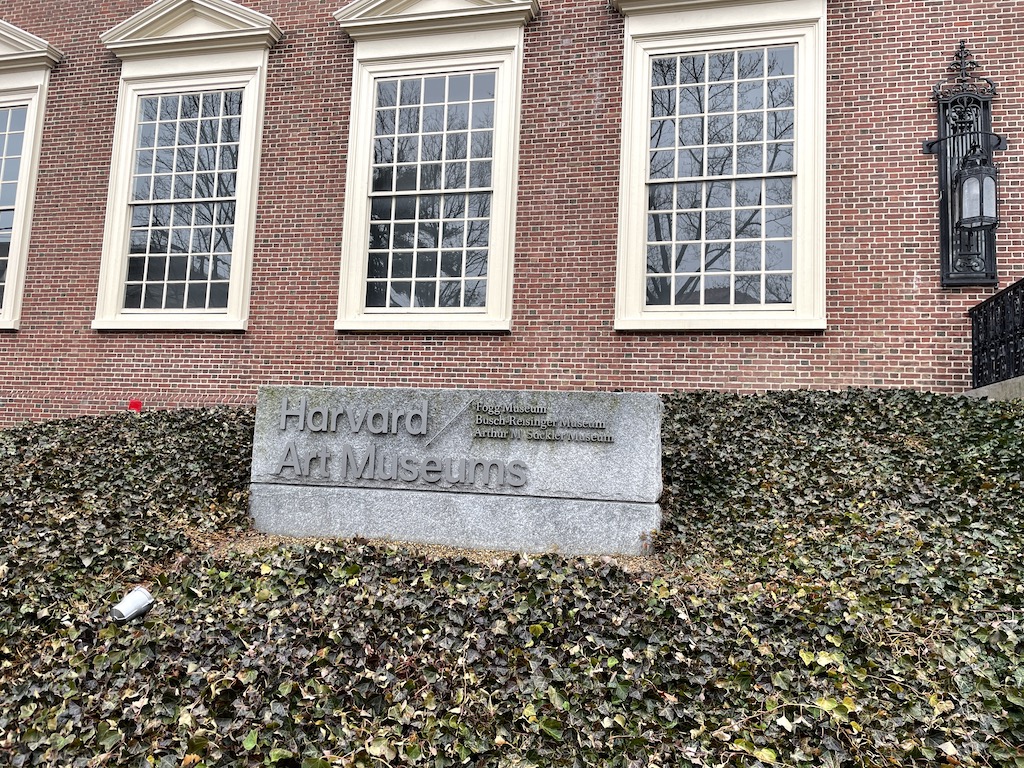 Harvard
Art Museums
Fogg Museum
Busch-Reisinger Museum
Arthur M Sackler Museum